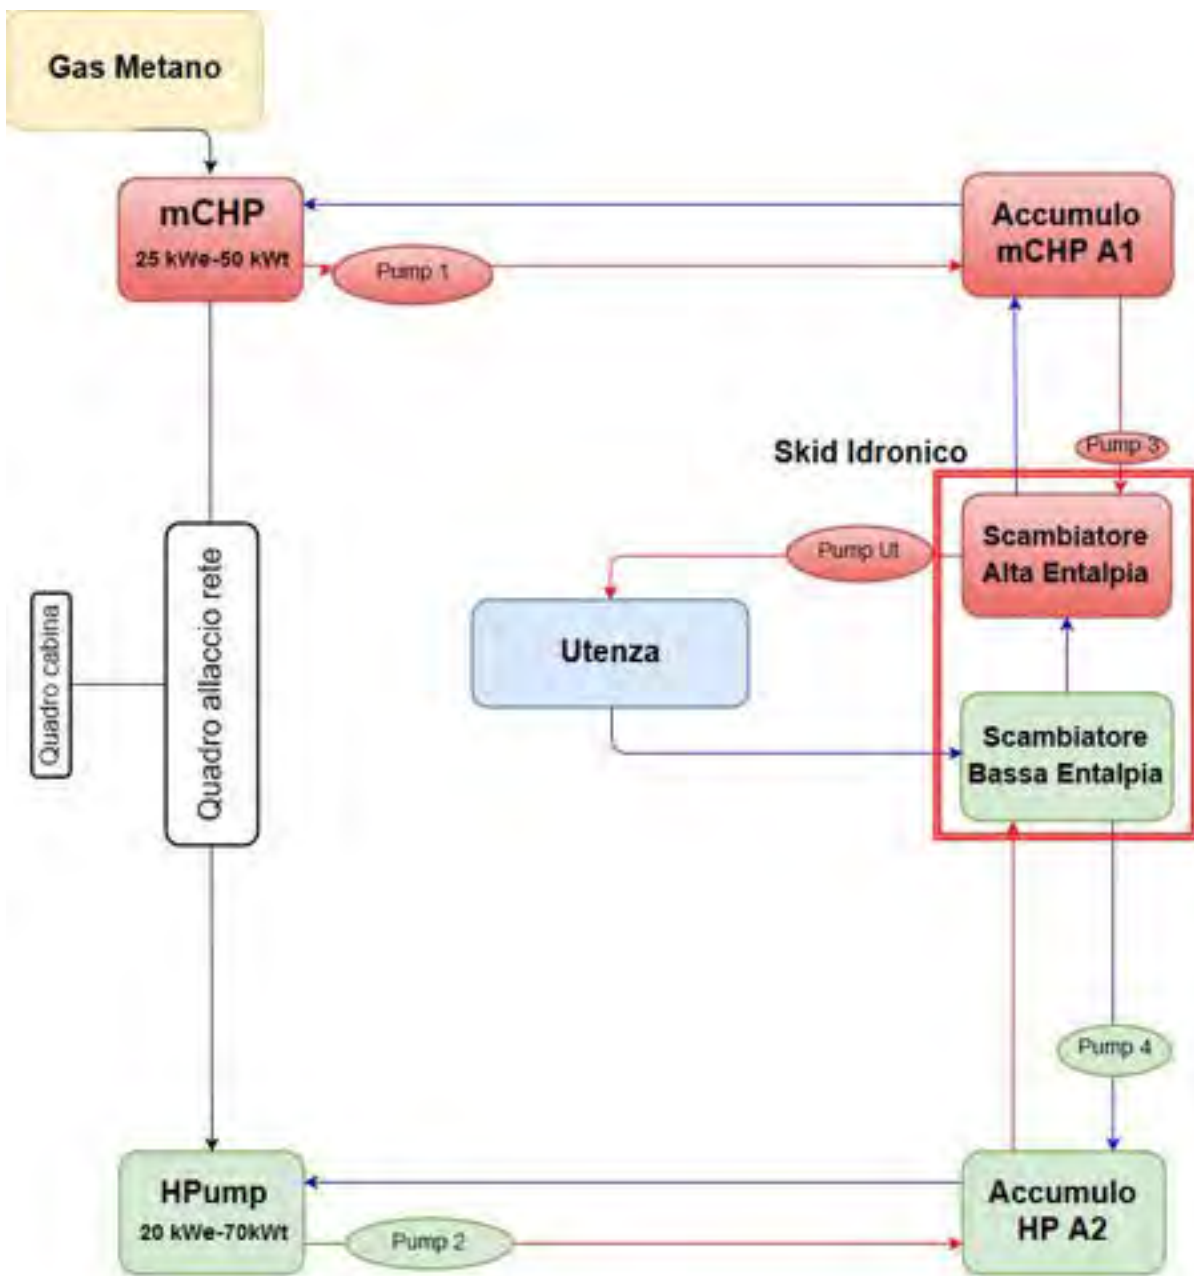 Gas Metano
mCHP
25 kWe-50 kWt
Pump 1
Accumulo
mCHP A1
Pump 3
Skid Idronico
Scambiatore
Alta Entalpia
Pump Ut
Utenza
Quadro cabina
Quadro allaccio rete
Scambiatore
Bassa Entalpia
Pump 4
HPump
20 kWe-70kWt
Pump 2
Accumulo
HP A2